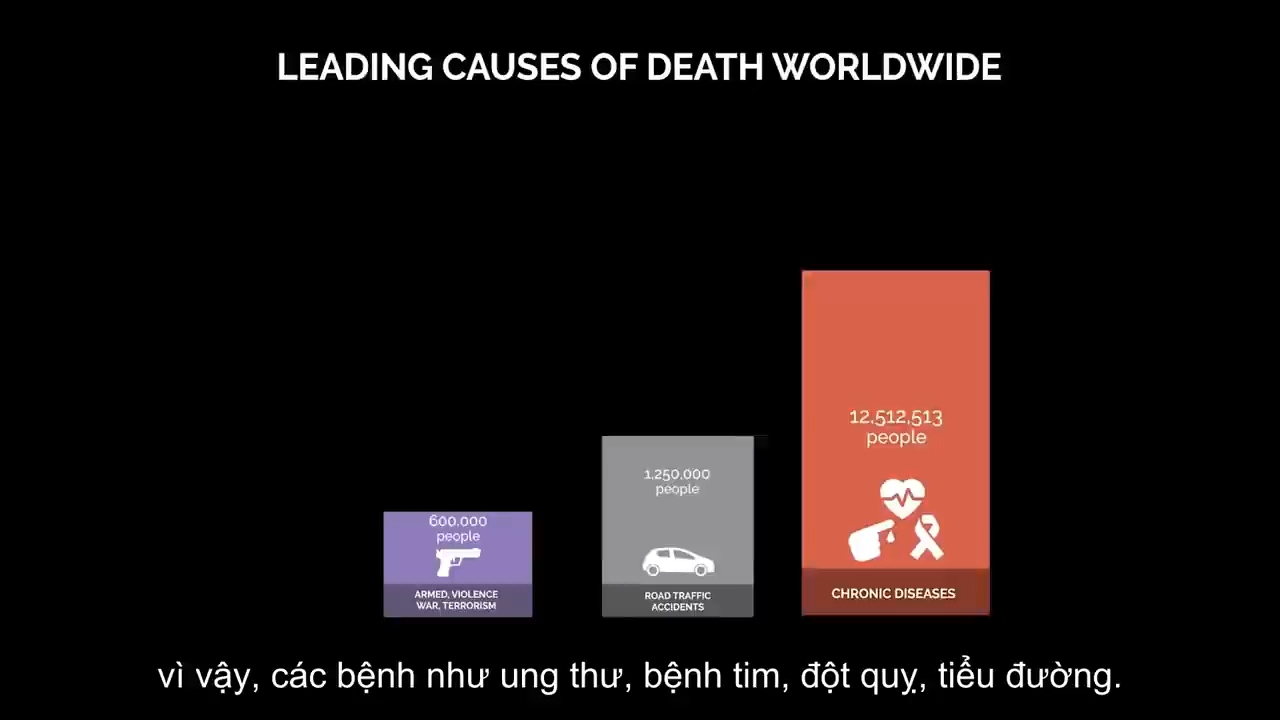 LEADING CAUSES OF DEATH WORLDWIDE
600,000
people
ARMED, VIOLENCE
WAR, TERRORISM
1,250,000
people
ROAD TRAFFIC
ACCIDENTS
12,512,513
people
CHRONIC DISEASES
vì vậy, các bệnh như ung thư, bệnh tim, đột quỵ, tiểu đường.